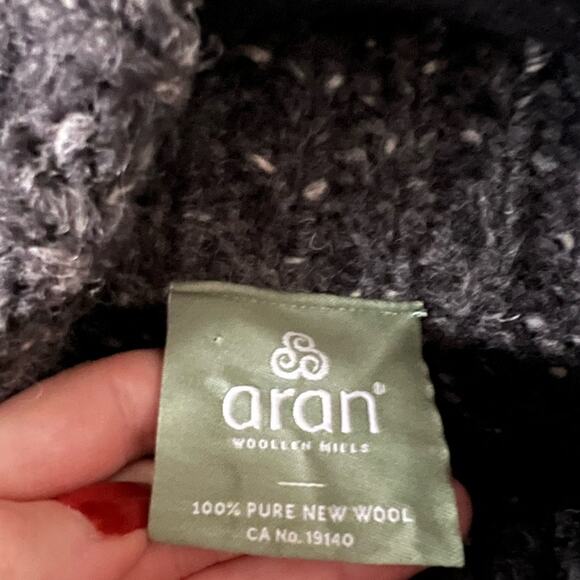 aran®
WOOLLEN MILLS
100% PURE NEW WOOL
CA No. 19140